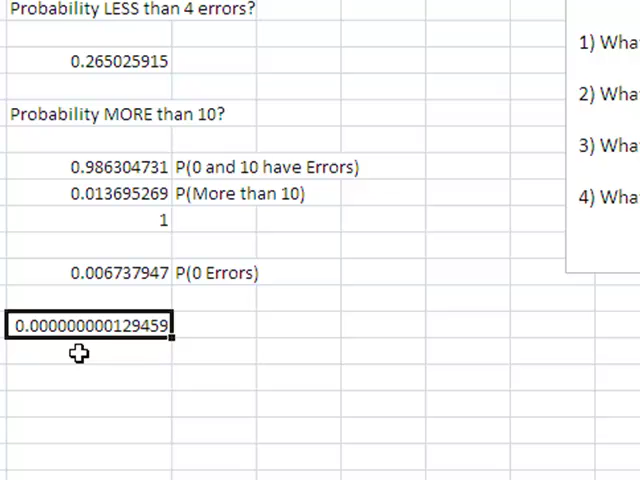 Probability LESS than 4 errors?
0.265025915
Probability MORE than 10?
0.986304731 P(0 and 10 have Errors)
0.013695269 P(More than 10)
1
0.006737947 P(0 Errors)
0.000000000129459
1) Wha
2) Wha
3) Wha
4) Wha